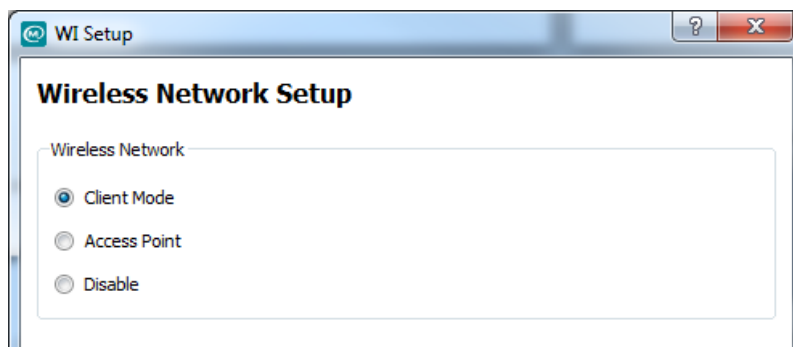 WI Setup
Wireless Network Setup
Wireless Network
Client Mode
Access Point
Disable